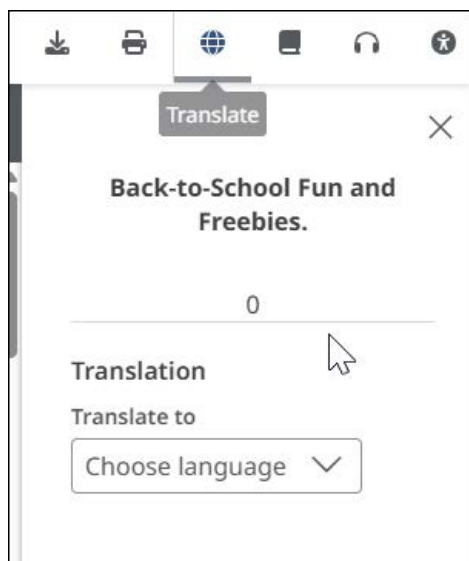 Translate
Back-to-School Fun and
Freebies.
0
Translation
Translate to
Choose language